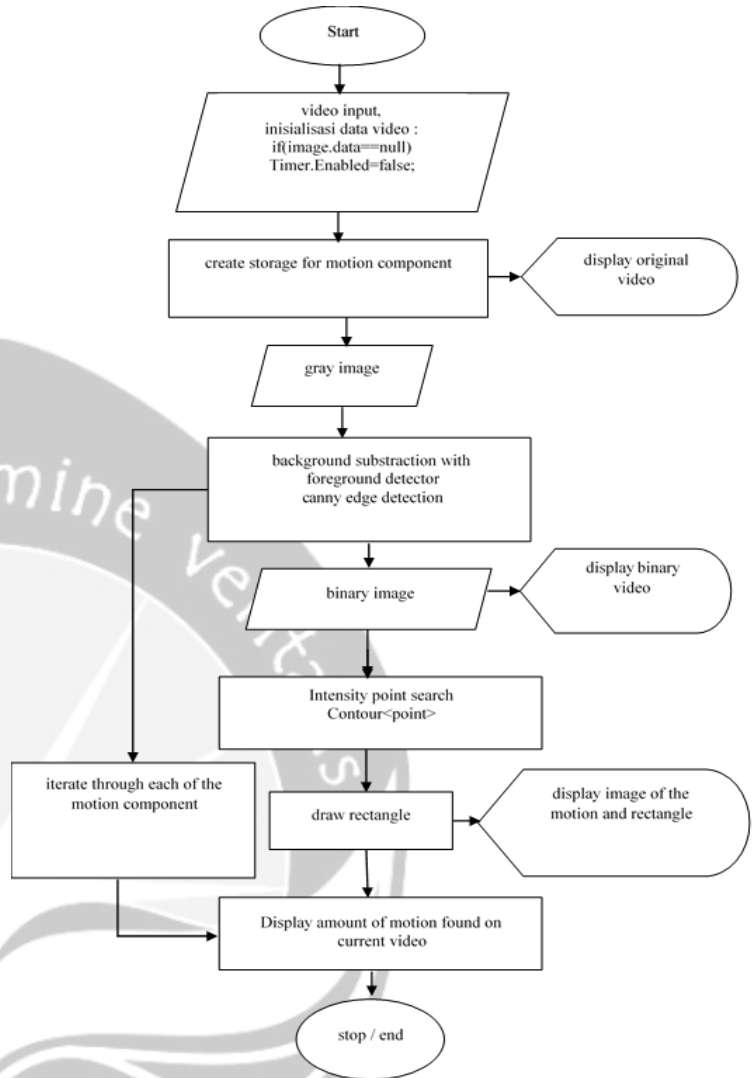 Start
video input,
inisialisasi data video :
if(image.data==null)
Timer.Enabled=false;
create storage for motion component
display original
video
gray image
background substraction with
foreground detector
canny edge detection
binary image
display binary
video
Intensity point search
Contour<point>
iterate through each of the
motion component
draw rectangle
display image of the
motion and rectangle
Display amount of motion found on
current video
stop / end
mine veritas